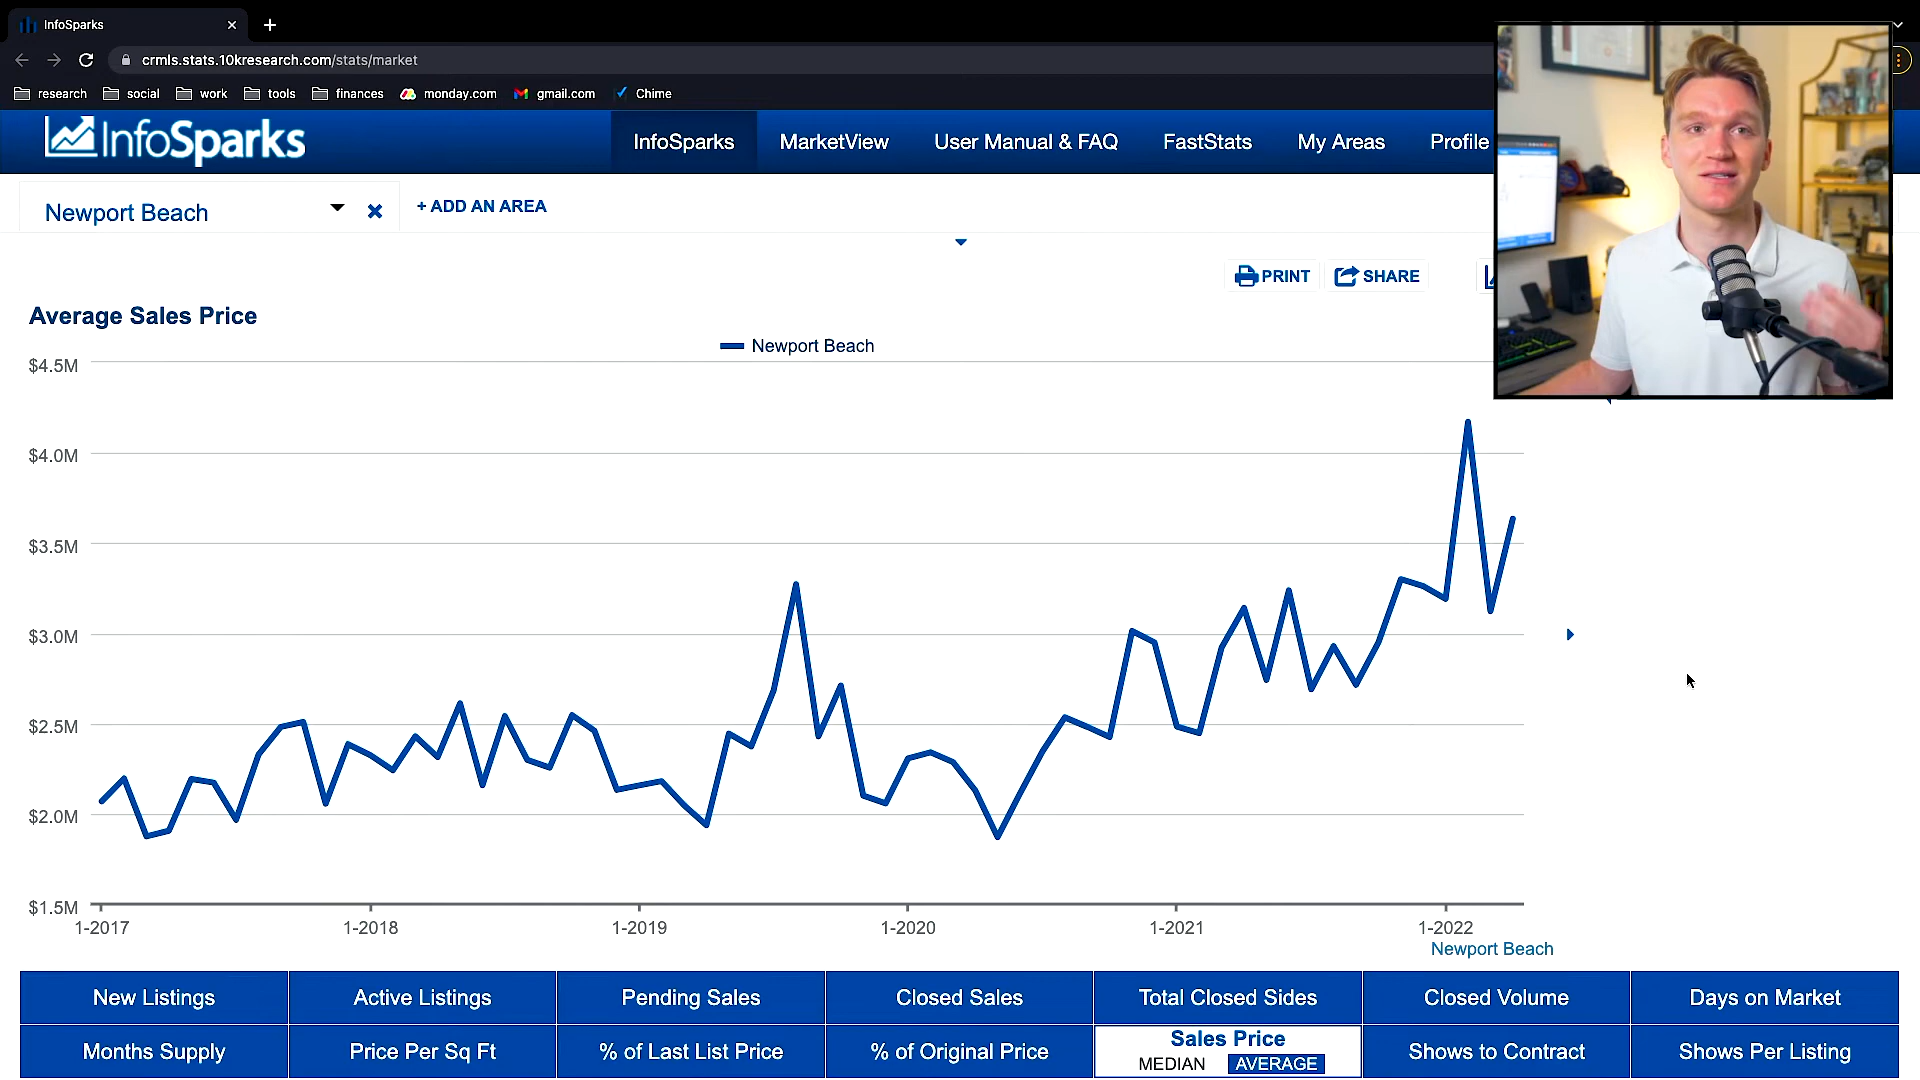 InfoSparks
crmls.stats.10kresearch.com/stats/market
research social work tools finances monday.com gmail.com Chime
InfoSparks InfoSparks MarketView User Manual & FAQ FastStats My Areas Profile
Newport Beach + ADD AN AREA
PRINT SHARE
Average Sales Price
Newport Beach
$4.5M
$4.0M
$3.5M
$3.0M
$2.5M
$2.0M
$1.5M
1-2017 1-2018 1-2019 1-2020 1-2021 1-2022
Newport Beach
New Listings Active Listings Pending Sales Closed Sales Total Closed Sides Closed Volume Days on Market
Months Supply Price Per Sq Ft % of Last List Price % of Original Price Sales Price Shows to Contract Shows Per Listing
MEDIAN AVERAGE